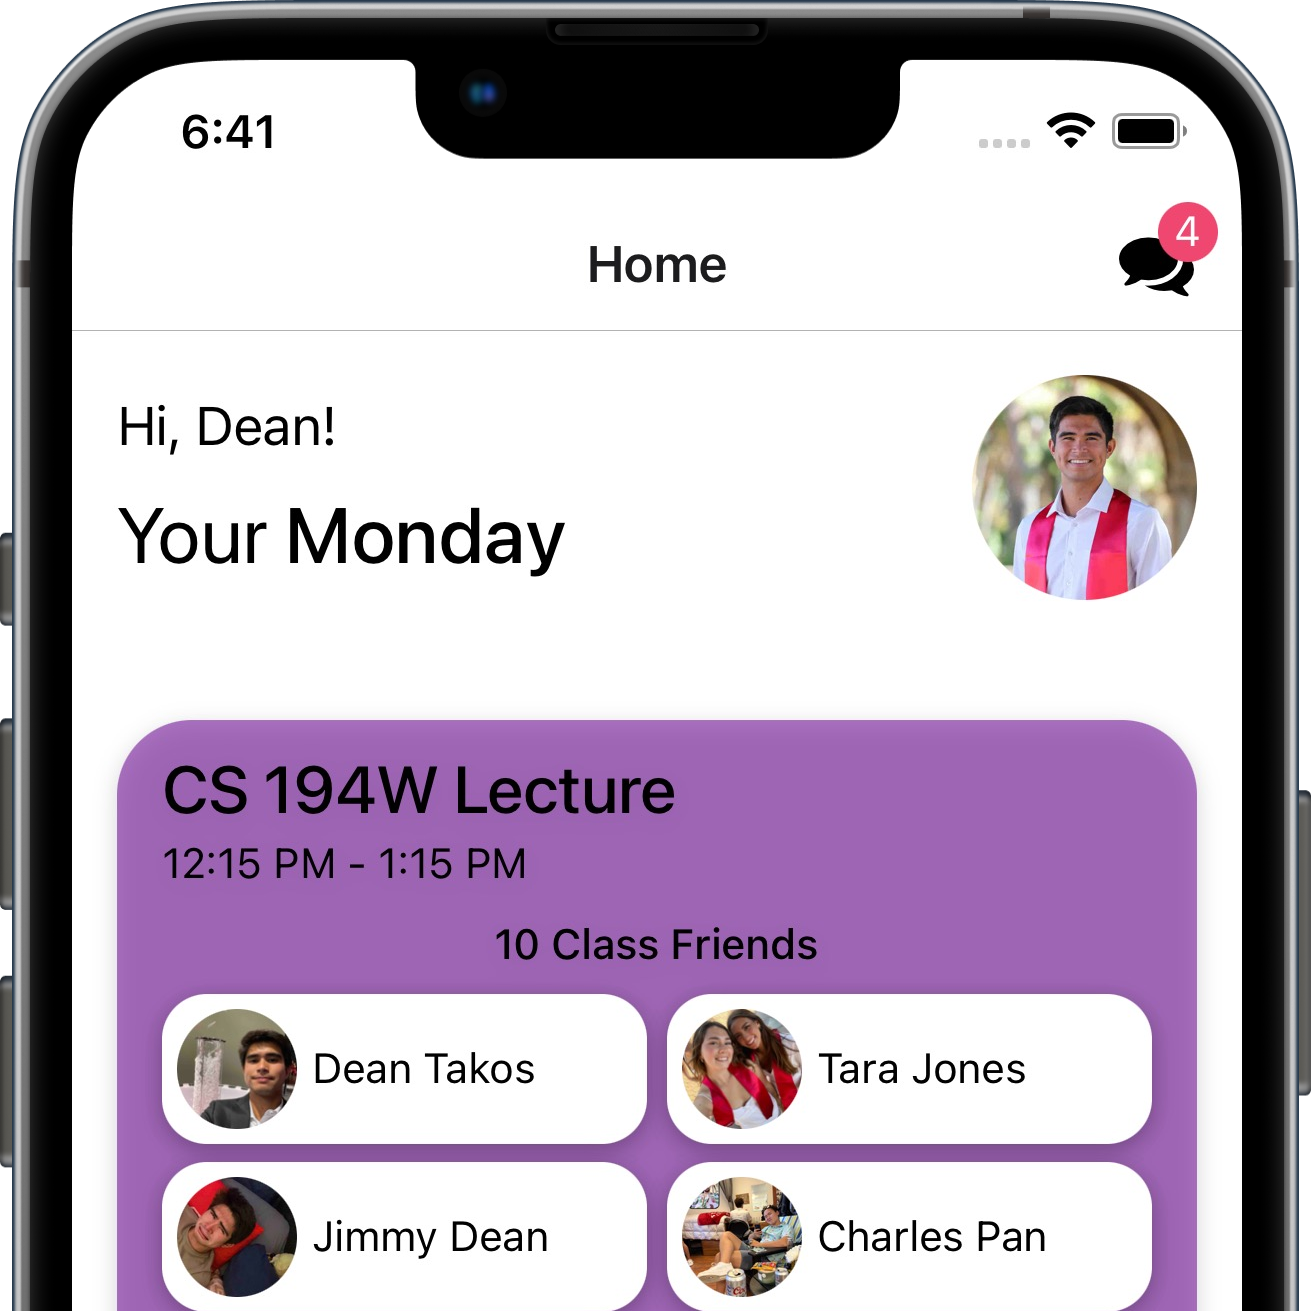 6:41
4
Home
Hi, Dean!
Your Monday
CS 194W Lecture
12:15 PM - 1:15 PM
10 Class Friends
Dean Takos
Tara Jones
Jimmy Dean
Charles Pan